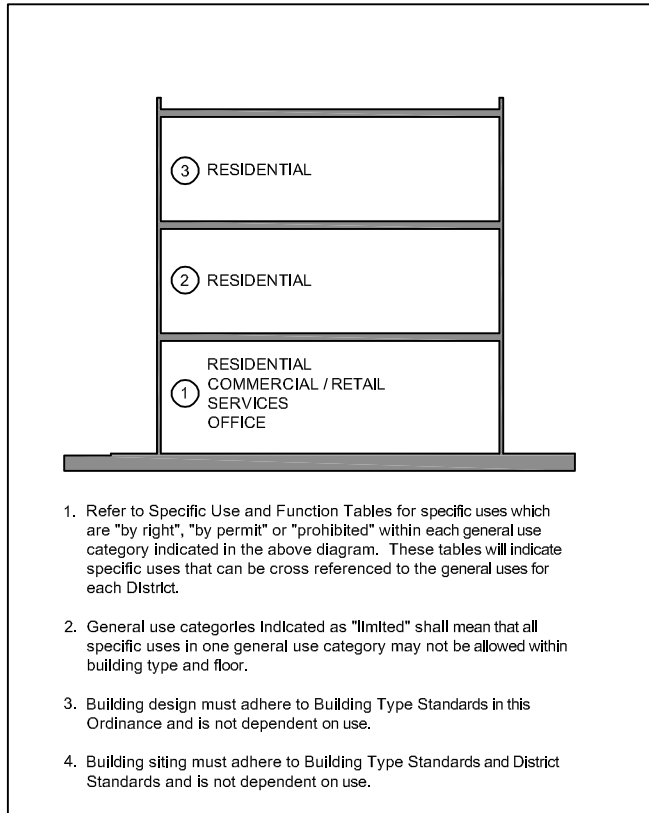 3 RESIDENTIAL
2 RESIDENTIAL
1
RESIDENTIAL
COMMERCIAL / RETAIL
SERVICES
OFFICE
1. Refer to Specific Use and Function Tables for specific uses which
are "by right", "by permit" or "prohibited" within each general use
category indicated in the above diagram. These tables will indicate
specific uses that can be cross referenced to the general uses for
each District.
2. General use categories indicated as "limited" shall mean that all
specific uses in one general use category may not be allowed within
building type and floor.
3. Building design must adhere to Building Type Standards in this
Ordinance and is not dependent on use.
4. Building siting must adhere to Building Type Standards and District
Standards and is not dependent on use.